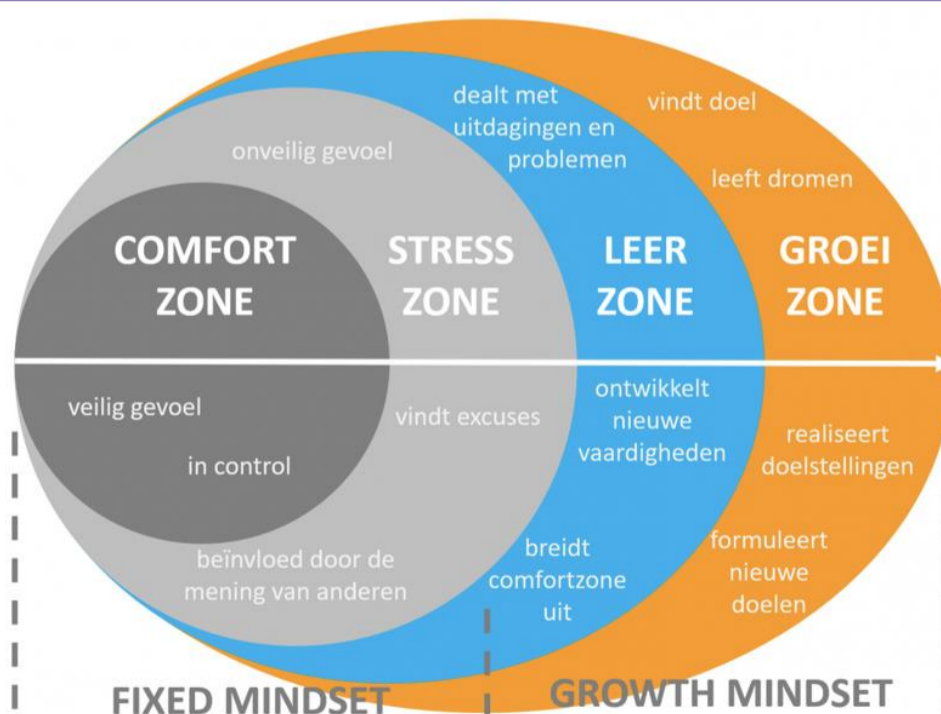 COMFORT
ZONE
veilig gevoel
in control
STRESS
ZONE
onveilig gevoel
vindt excuses
beïnvloed door de
mening van anderen
LEER
ZONE
dealt met
uitdagingen en
problemen
ontwikkelt
nieuwe
vaardigheden
breidt
comfortzone
uit
GROEI
ZONE
vindt doel
leeft dromen
realiseert
doelstellingen
formuleert
nieuwe
doelen
FIXED MINDSET
GROWTH MINDSET